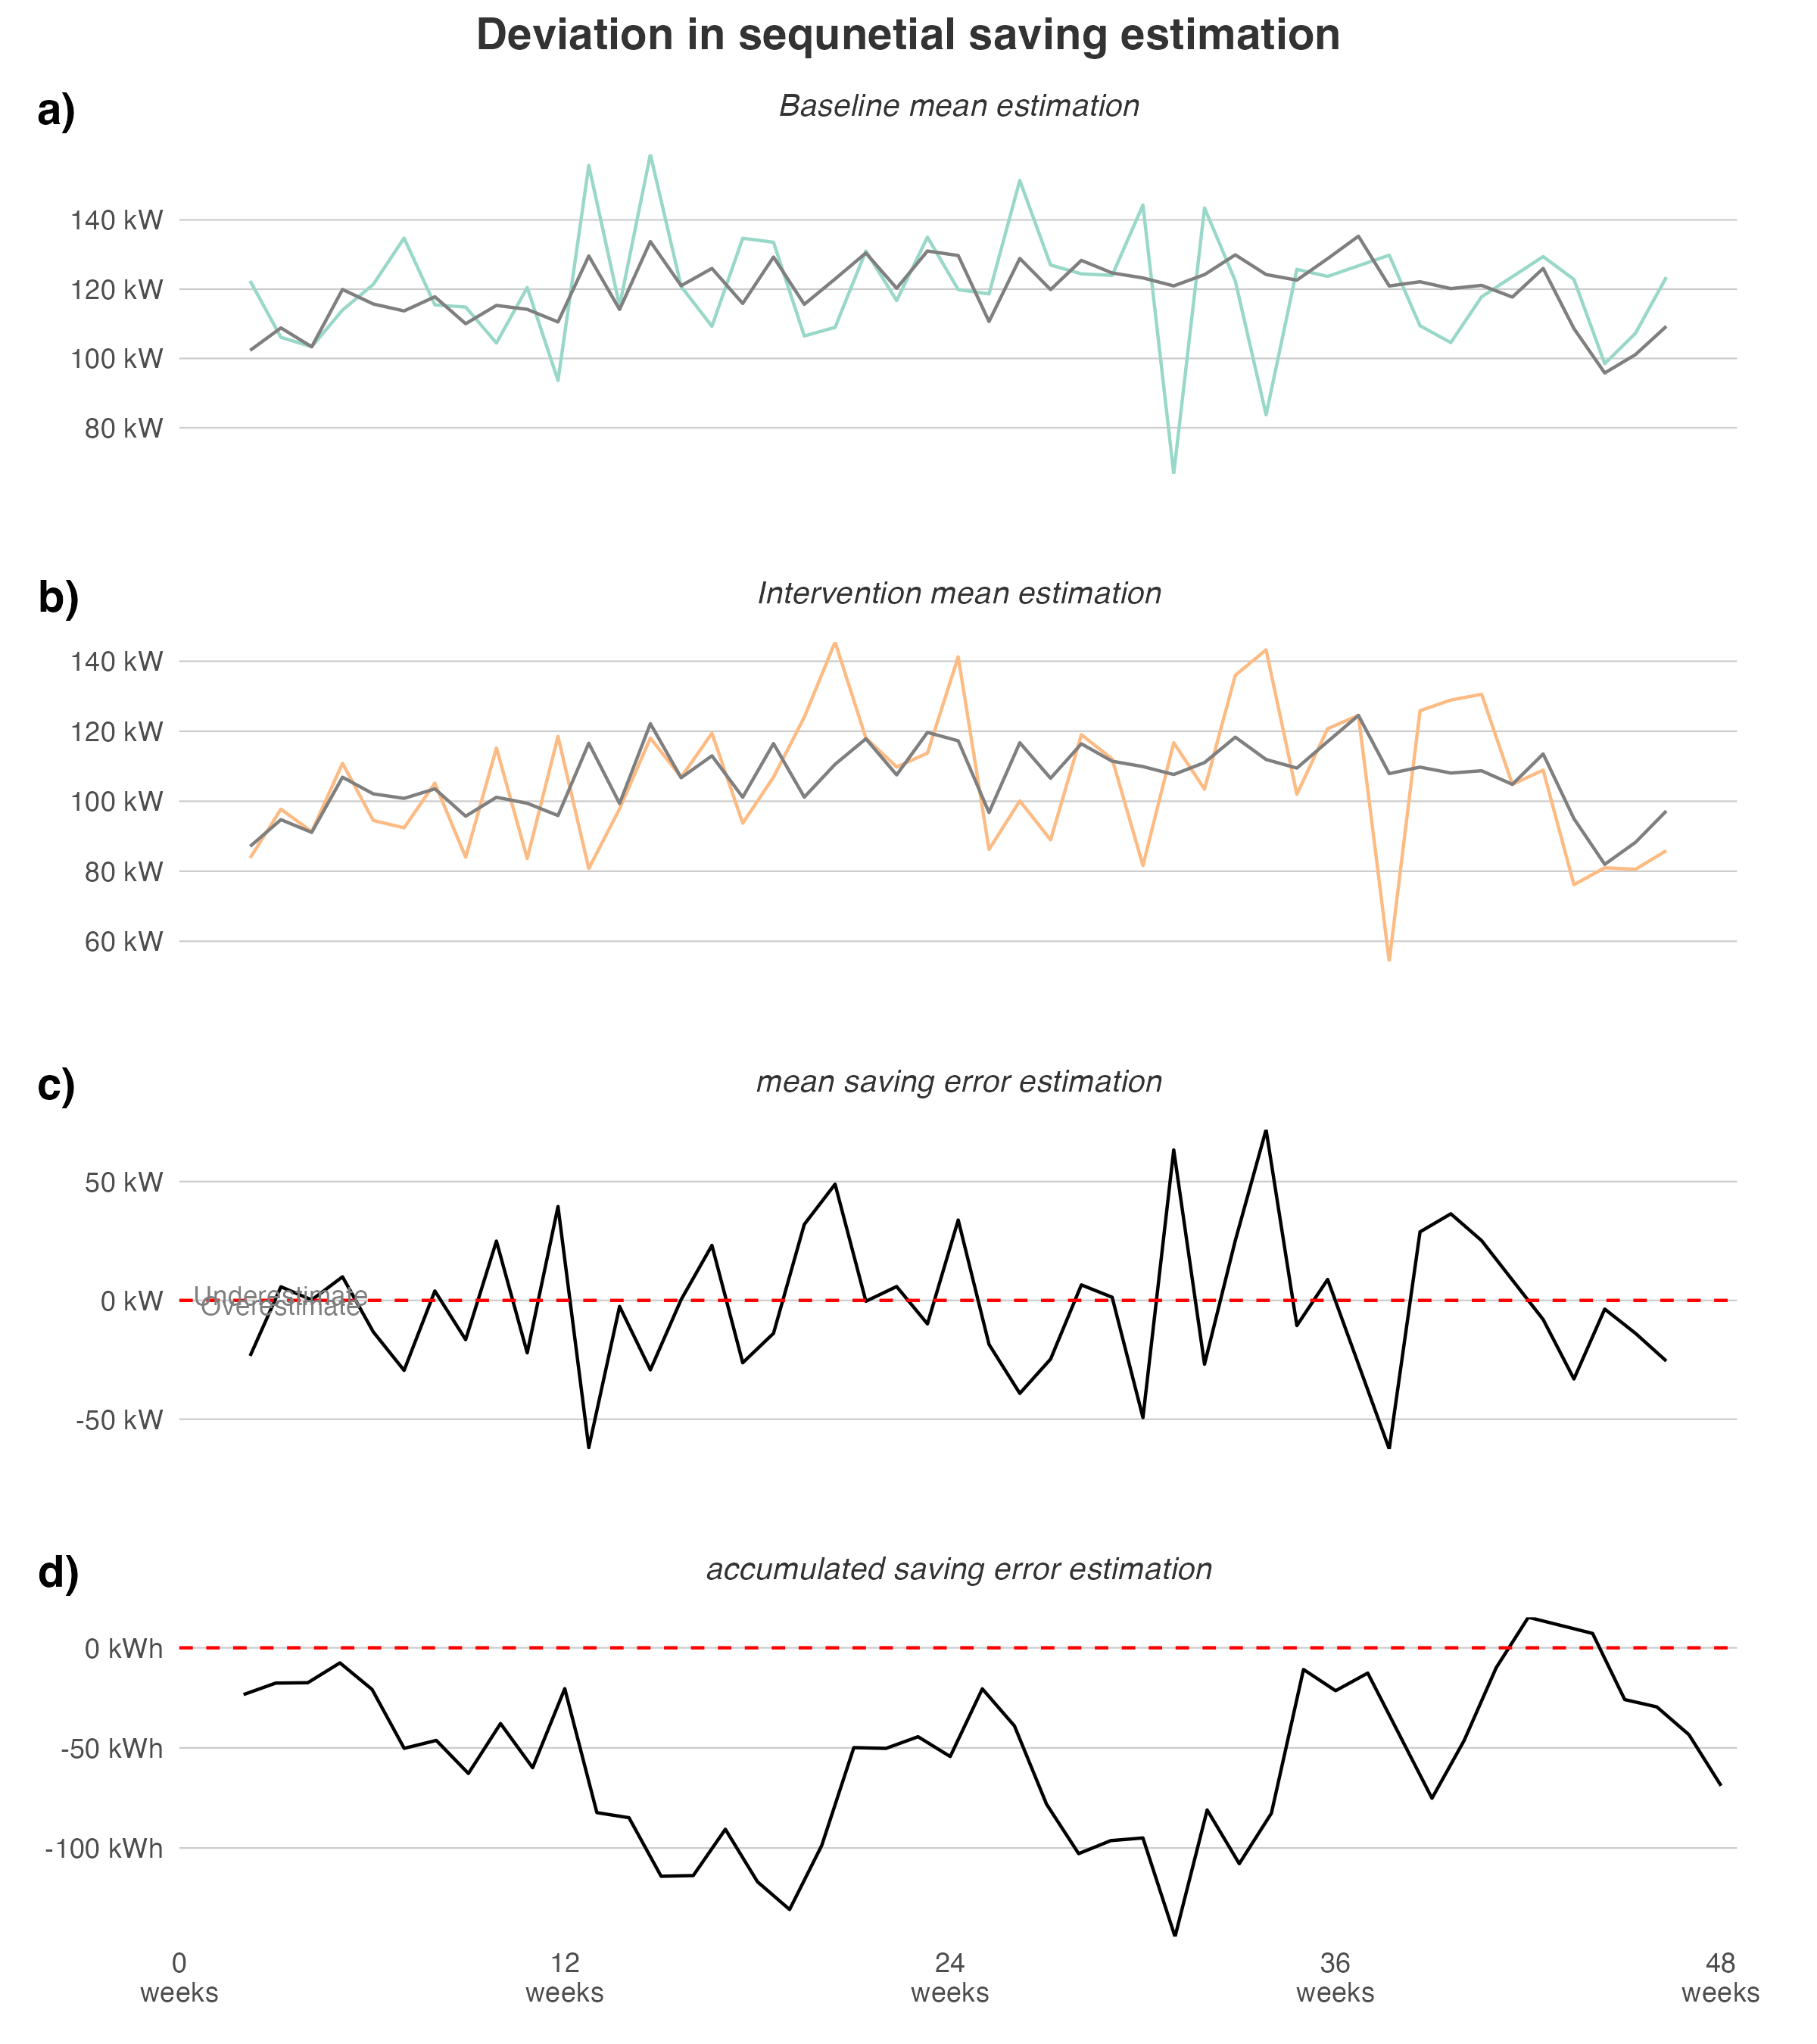 Deviation in sequnetial saving estimation
a)
Baseline mean estimation
140 kW
120 kW
100 kW
80 kW
b)
Intervention mean estimation
140 kW
120 kW
100 kW
80 kW
60 kW
c)
mean saving error estimation
50 kW
0 kW
-50 kW
Underestimate
Overestimate
d)
accumulated saving error estimation
0 kWh
-50 kWh
-100 kWh
0
weeks
12
weeks
24
weeks
36
weeks
48
weeks